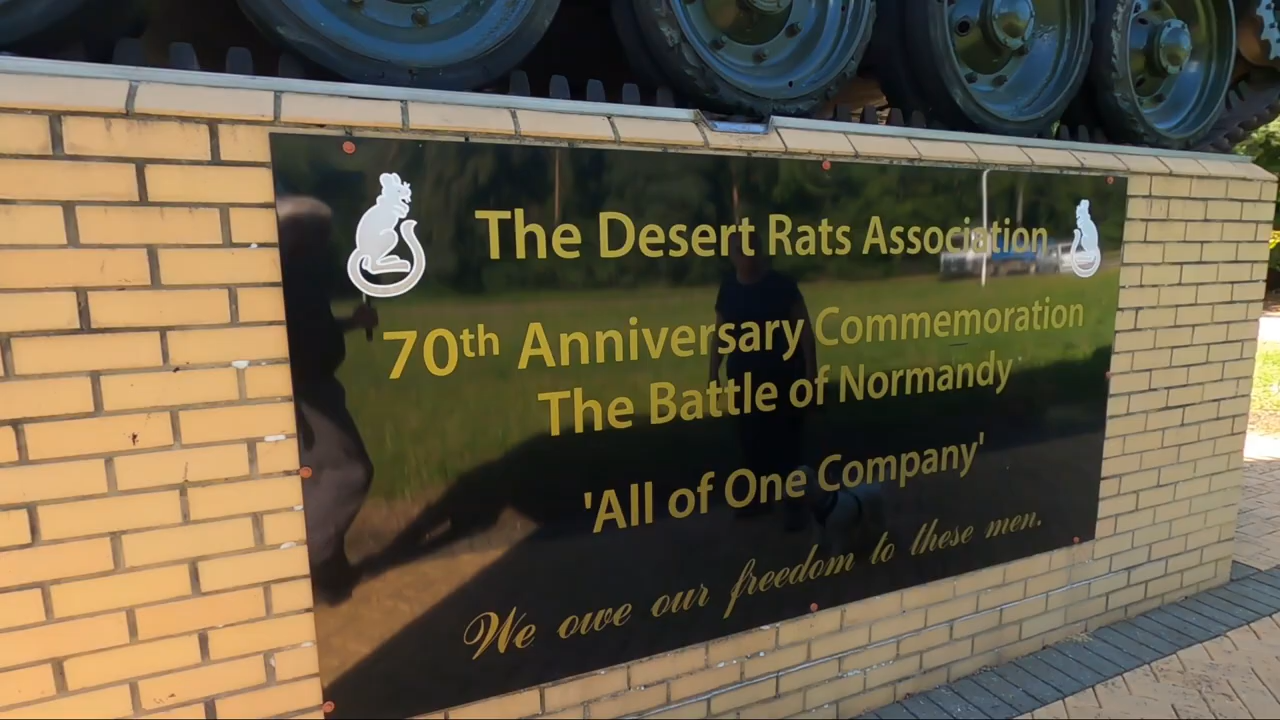 The Desert Rats Association
70th Anniversary Commemoration
The Battle of Normandy
'All of One Company'
We owe our freedom to these men.